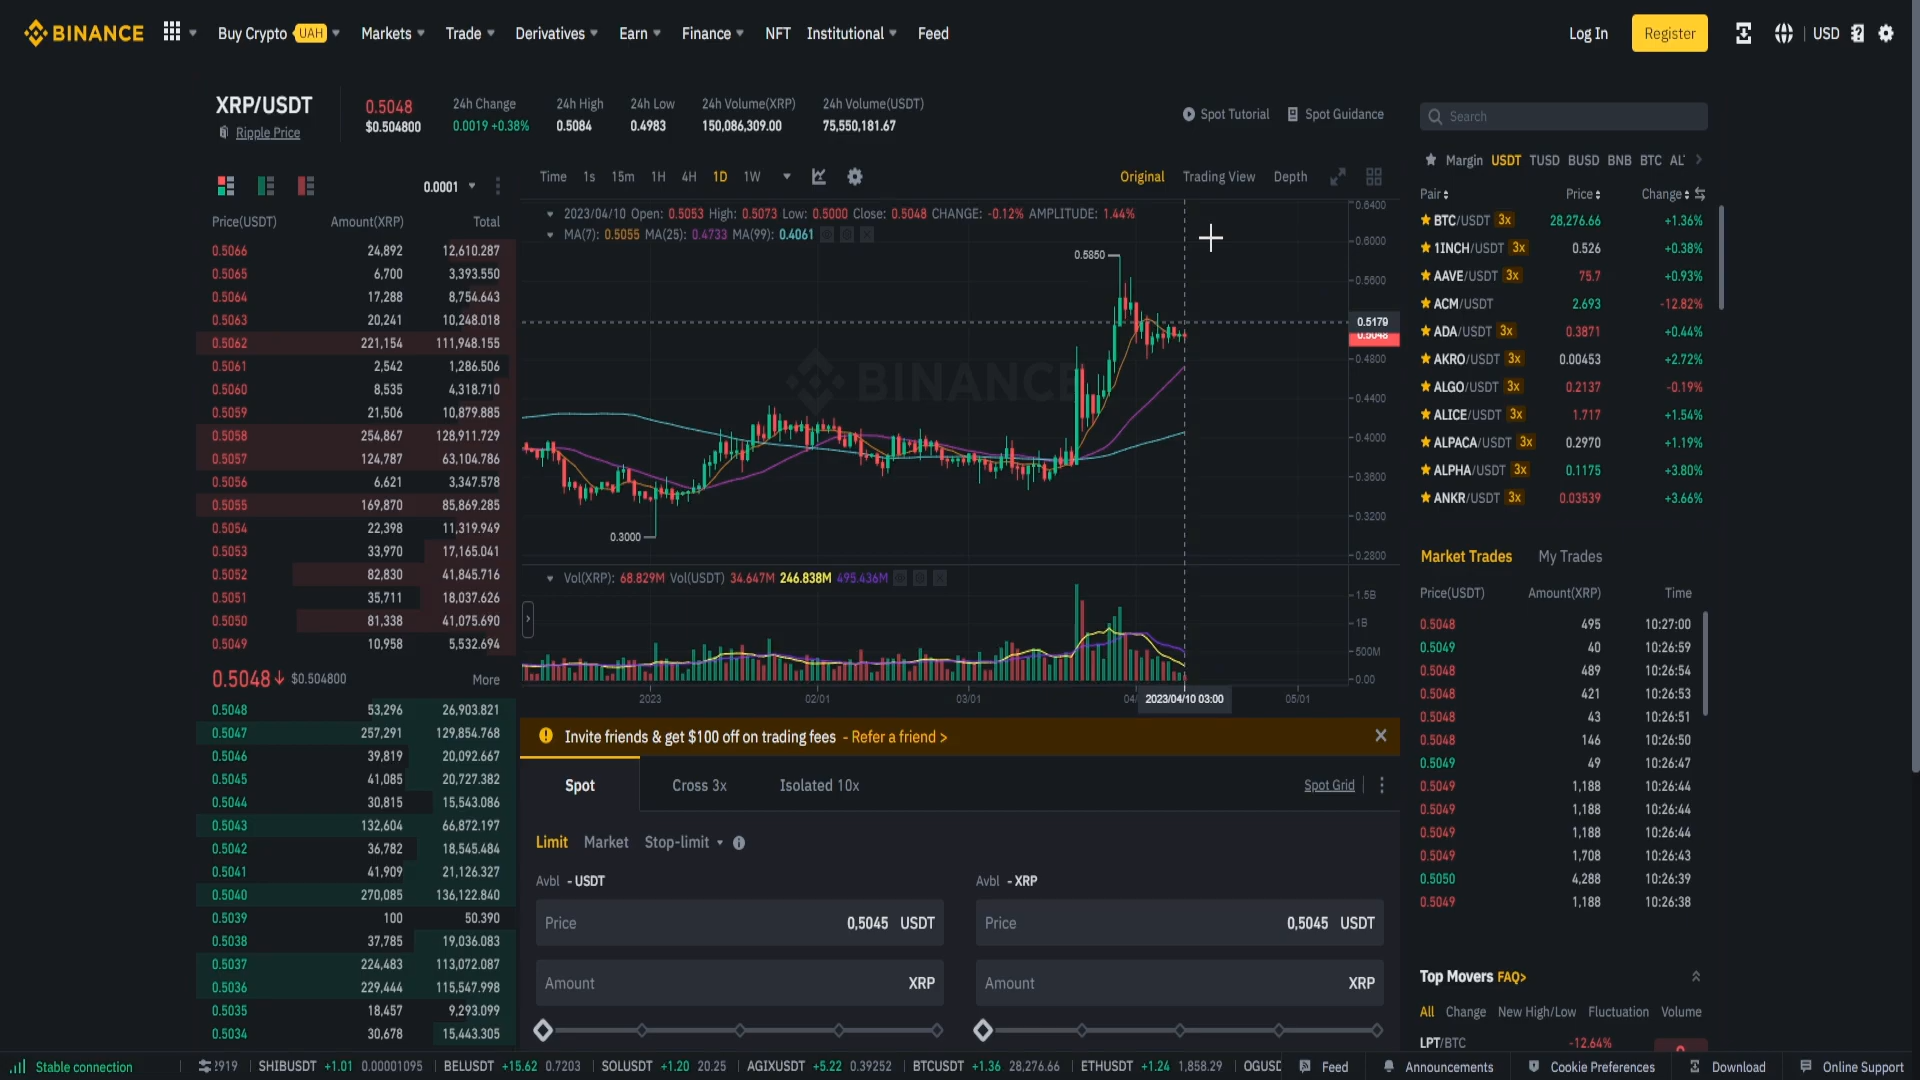 BINANCE
Buy Crypto UAH Markets Trade Derivatives Earn Finance NFT Institutional Feed
Log In Register USD
XRP/USDT
Ripple Price
0.5048
$0.504800
24h Change
0.0019 +0.38%
24h High
0.5084
24h Low
0.4983
24h Volume(XRP)
150,086,309.00
24h Volume(USDT)
75,550,181.67
Spot Tutorial Spot Guidance
0.0001
Price(USDT) Amount(XRP) Total
0.5066 24,892 12,610.287
0.5065 6,700 3,393.550
0.5064 17,288 8,754.643
0.5063 20,241 10,248.018
0.5062 221,154 111,948.155
0.5061 2,542 1,286.506
0.5060 8,535 4,318.710
0.5059 21,506 10,879.885
0.5058 254,867 128,911.729
0.5057 124,787 63,104.786
0.5056 6,621 3,347.578
0.5055 169,870 85,869.285
0.5054 22,398 11,319.949
0.5053 33,970 17,165.041
0.5052 82,830 41,845.716
0.5051 35,711 18,037.626
0.5050 81,338 41,075.690
0.5049 10,958 5,532.694
0.5048 $0.504800 More
0.5048 53,296 26,903.821
0.5047 257,291 129,854.768
0.5046 39,819 20,092.667
0.5045 41,085 20,727.382
0.5044 30,815 15,543.086
0.5043 132,604 66,872.197
0.5042 36,782 18,545.484
0.5041 41,909 21,126.327
0.5040 270,085 136,122.840
0.5039 100 50.390
0.5038 37,785 19,036.083
0.5037 224,483 113,072.087
0.5036 229,444 115,547.998
0.5035 18,457 9,293.099
0.5034 30,678 15,443.305
Time 1s 15m 1H 4H 1D 1W
Original Trading View Depth
2023/04/10 Open: 0.5053 High: 0.5073 Low: 0.5000 Close: 0.5048 CHANGE: -0.12% AMPLITUDE: 1.44%
MA(7): 0.5055 MA(25): 0.4733 MA(99): 0.4061
0.5850
0.3000
BINANCE
0.6400
0.6000
0.5600
0.5179
0.5048
0.4800
0.4400
0.4000
0.3600
0.3200
0.2800
Vol(XRP): 68.829M Vol(USDT) 34.647M 246.838M 495.436M
1.5B
1B
500M
0.00
2023 02/01 03/01 04/ 2023/04/10 03:00 05/01
Invite friends & get $100 off on trading fees - Refer a friend >
Spot Cross 3x Isolated 10x Spot Grid
Limit Market Stop-limit
Avbl - USDT
Price 0,5045 USDT
Amount XRP
Avbl - XRP
Price 0,5045 USDT
Amount XRP
Search
Margin USDT TUSD BUSD BNB BTC AL
Pair Price Change
BTC/USDT 3x 28,276.66 +1.36%
1INCH/USDT 3x 0.526 +0.38%
AAVE/USDT 3x 75.7 +0.93%
ACM/USDT 2.693 -12.82%
ADA/USDT 3x 0.3871 +0.44%
AKRO/USDT 3x 0.00453 +2.72%
ALGO/USDT 3x 0.2137 -0.19%
ALICE/USDT 3x 1.717 +1.54%
ALPACA/USDT 3x 0.2970 +1.19%
ALPHA/USDT 3x 0.1175 +3.80%
ANKR/USDT 3x 0.03539 +3.66%
Market Trades My Trades
Price(USDT) Amount(XRP) Time
0.5048 495 10:27:00
0.5049 40 10:26:59
0.5048 489 10:26:54
0.5048 421 10:26:53
0.5048 43 10:26:51
0.5048 146 10:26:50
0.5049 49 10:26:47
0.5049 1,188 10:26:44
0.5049 1,188 10:26:44
0.5049 1,188 10:26:44
0.5049 1,708 10:26:43
0.5050 4,288 10:26:39
0.5049 1,188 10:26:38
Top Movers FAQ>
All Change New High/Low Fluctuation Volume
LPT/BTC -12.64%
Stable connection
2919 SHIBUSDT +1.01 0.00001095 BELUSDT +15.62 0.7203 SOLUSDT +1.20 20.25 AGIXUSDT +5.22 0.39252 BTCUSDT +1.36 28,276.66 ETHUSDT +1.24 1,858.29 OGUSD Feed Announcements Cookie Preferences Download Online Support